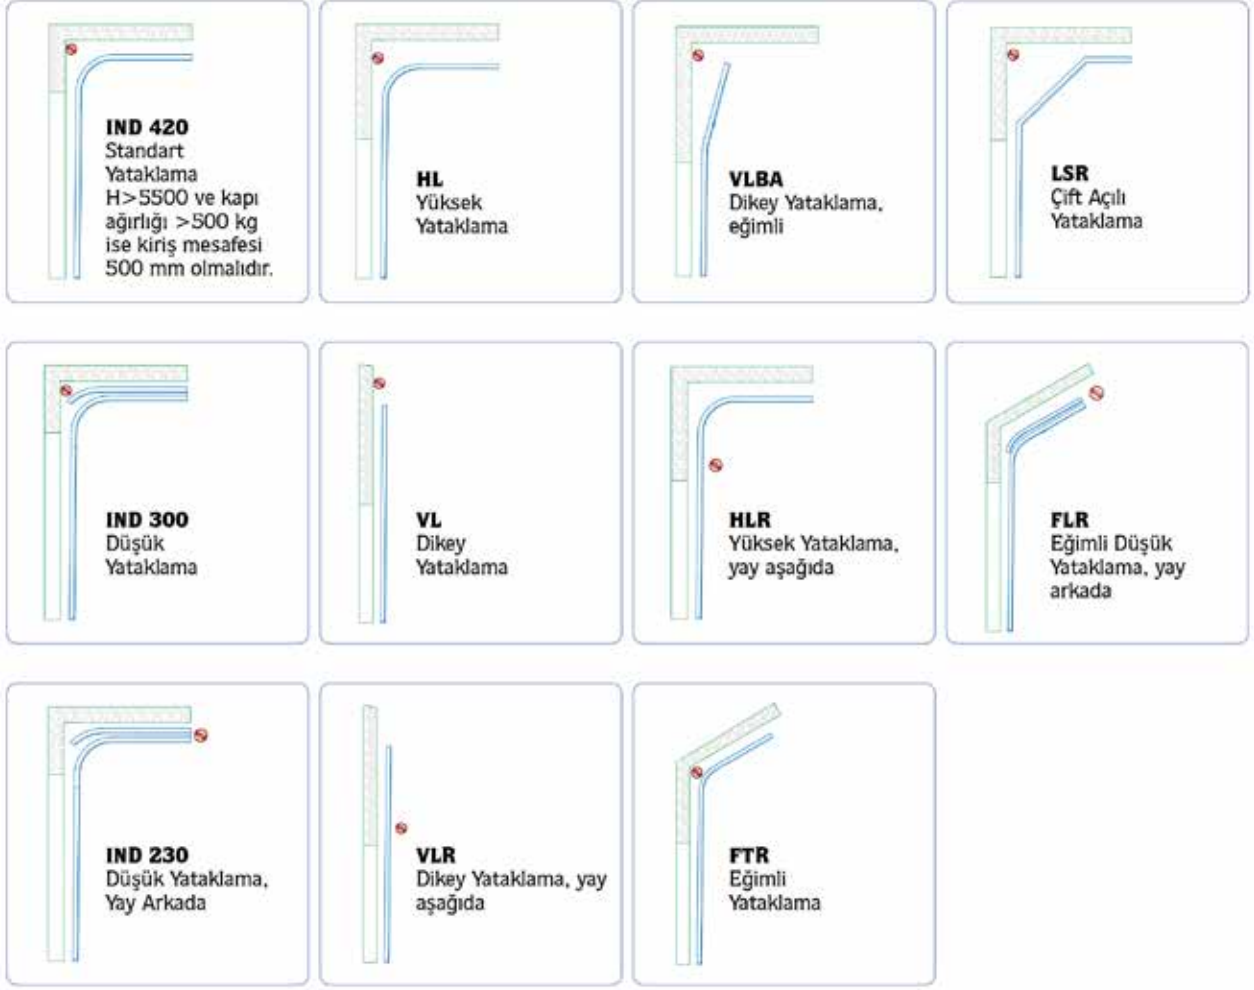 IND 420
Standart
Yataklama
H>5500 ve kapı
ağırlığı >500 kg
ise kiriş mesafesi
500 mm olmalıdır.
HL
Yüksek
Yataklama
VLBA
Dikey Yataklama,
eğimli
LSR
Çift Açılı
Yataklama
IND 300
Düşük
Yataklama
VL
Dikey
Yataklama
HLR
Yüksek Yataklama,
yay aşağıda
FLR
Eğimli Düşük
Yataklama, yay
arkada
IND 230
Düşük Yataklama,
Yay Arkada
VLR
Dikey Yataklama, yay
aşağıda
FTR
Eğimli
Yataklama